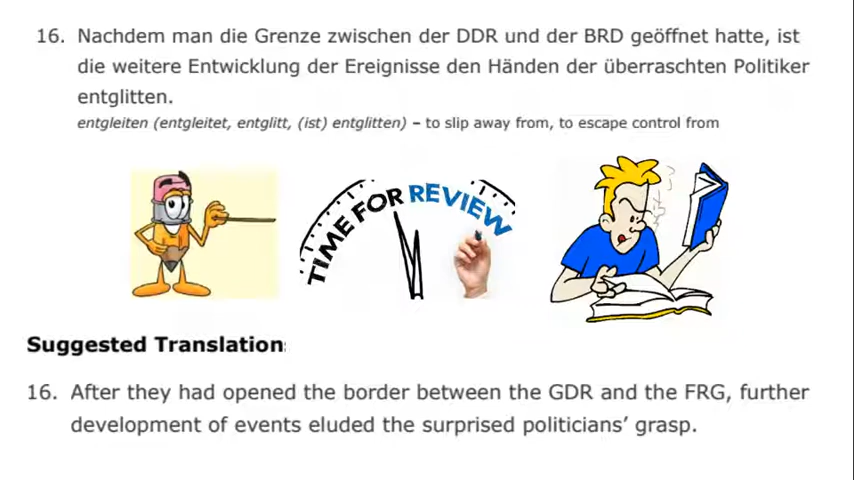 16. Nachdem man die Grenze zwischen der DDR und der BRD geöffnet hatte, ist
die weitere Entwicklung der Ereignisse den Händen der überraschten Politiker
entglitten.
entgleiten (entgleitet, entglitt, (ist) entglitten) – to slip away from, to escape control from
TIME FOR REVIEW
Suggested Translation:
16. After they had opened the border between the GDR and the FRG, further
development of events eluded the surprised politicians’ grasp.